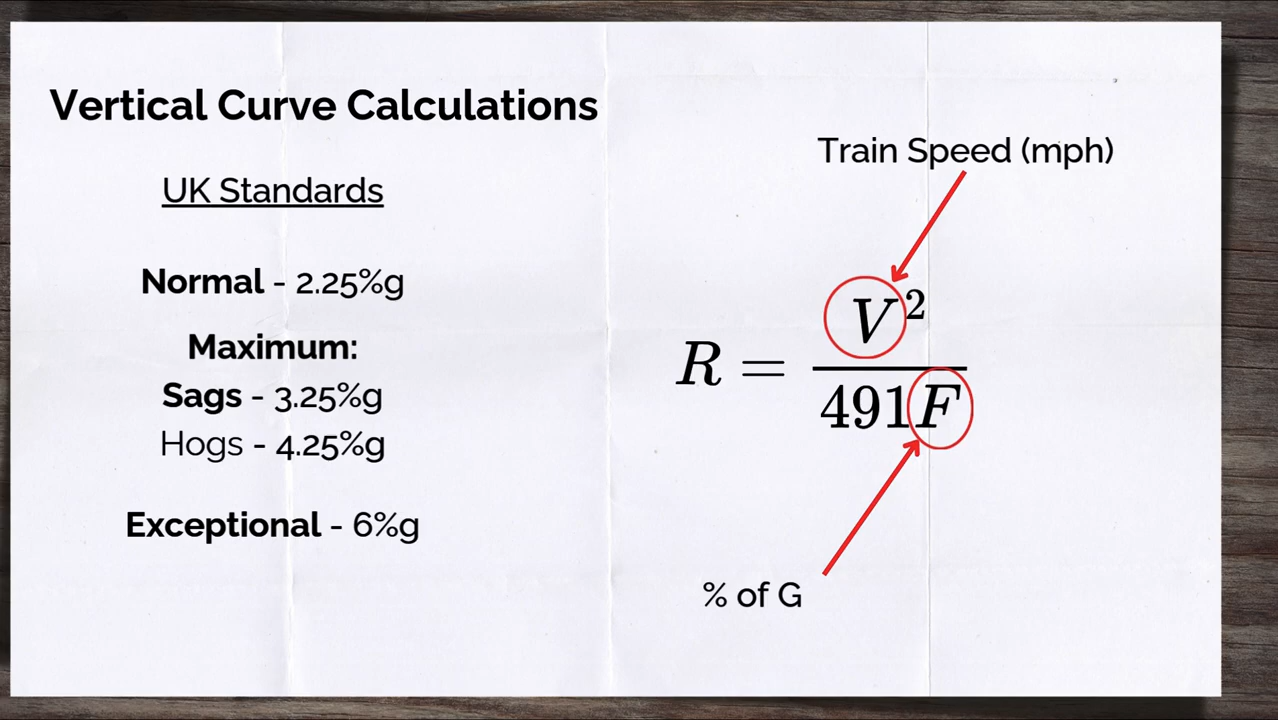 Vertical Curve Calculations
UK Standards
Normal - 2.25%g
Maximum:
Sags - 3.25%g
Hogs - 4.25%g
Exceptional - 6%g
Train Speed (mph)
R = V² / 491F
% of G